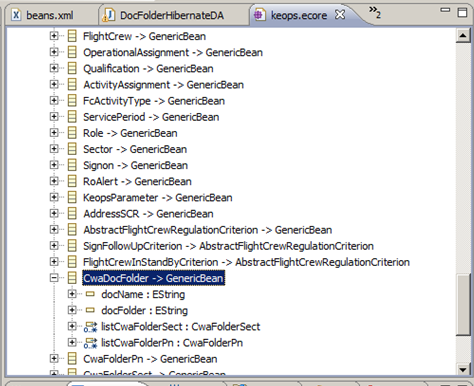 beans.xml DocFolderHibernateDA keops.ecore »2
FlightCrew -> GenericBean
OperationalAssignment -> GenericBean
Qualification -> GenericBean
ActivityAssignment -> GenericBean
FcActivityType -> GenericBean
ServicePeriod -> GenericBean
Role -> GenericBean
Sector -> GenericBean
Signon -> GenericBean
RoAlert -> GenericBean
KeopsParameter -> GenericBean
AddressSCR -> GenericBean
AbstractFlightCrewRegulationCriterion -> GenericBean
SignFollowUpCriterion -> AbstractFlightCrewRegulationCriterion
FlightCrewInStandByCriterion -> AbstractFlightCrewRegulationCriterion
CwaDocFolder -> GenericBean
docName : EString
docFolder : EString
listCwaFolderSect : CwaFolderSect
listCwaFolderPn : CwaFolderPn
CwaFolderPn -> GenericBean
CwaFolderSect -> GenericBean